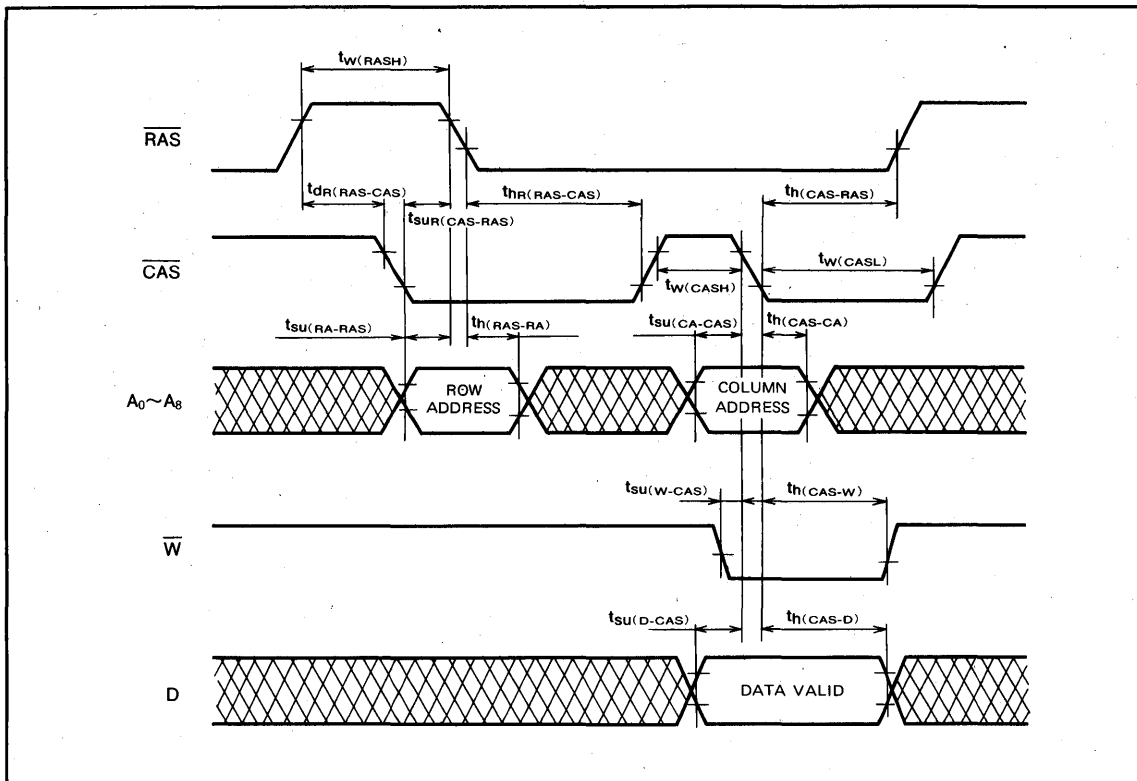 tW(RASH)
R̅A̅S̅
tdR(RAS-CAS)
thR(RAS-CAS)
th(CAS-RAS)
tsuR(CAS-RAS)
C̅A̅S̅
tW(CASH)
tW(CASL)
tsu(RA-RAS)
th(RAS-RA)
tsu(CA-CAS)
th(CAS-CA)
A₀~A₈
ROW ADDRESS
COLUMN ADDRESS
tsu(W-CAS)
th(CAS-W)
W̅
tsu(D-CAS)
th(CAS-D)
D
DATA VALID